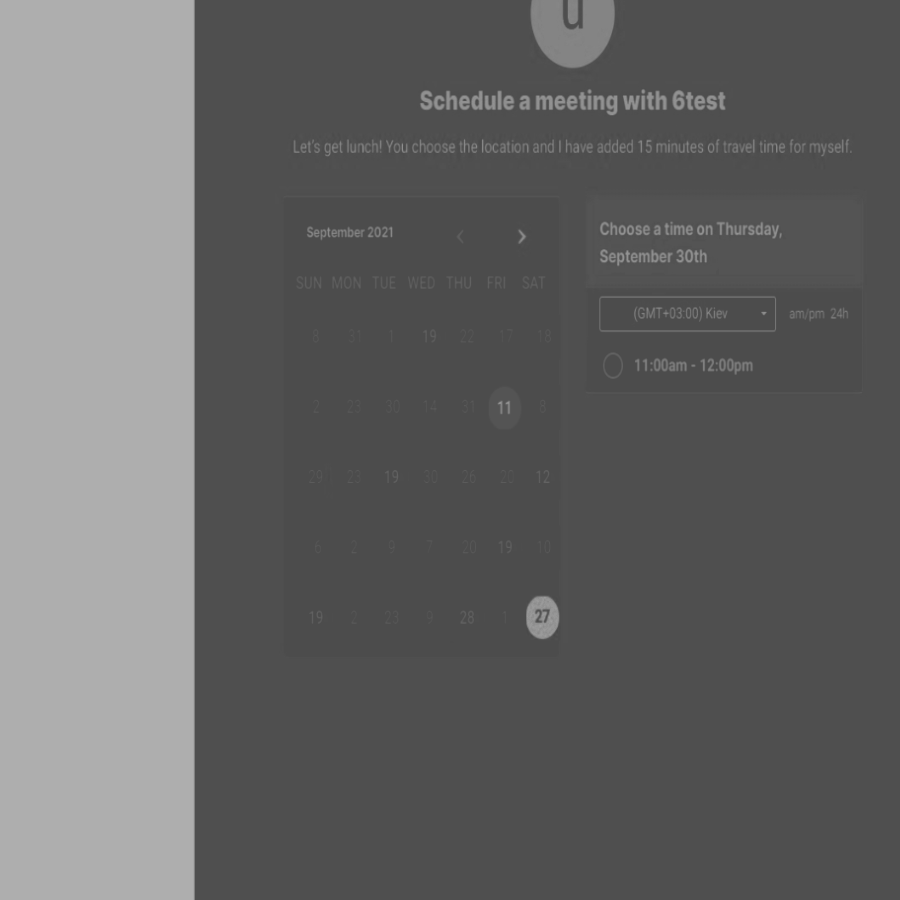 u
Schedule a meeting with 6test
Let's get lunch! You choose the location and I have added 15 minutes of travel time for myself.
September 2021
SUN MON TUE WED THU FRI SAT
8 31 1 19 22 17 18
2 23 30 14 31 11 8
29 23 19 30 26 20 12
6 2 9 7 20 19 10
19 2 23 9 28 1 27
Choose a time on Thursday,
September 30th
(GMT+03:00) Kiev am/pm 24h
11:00am - 12:00pm